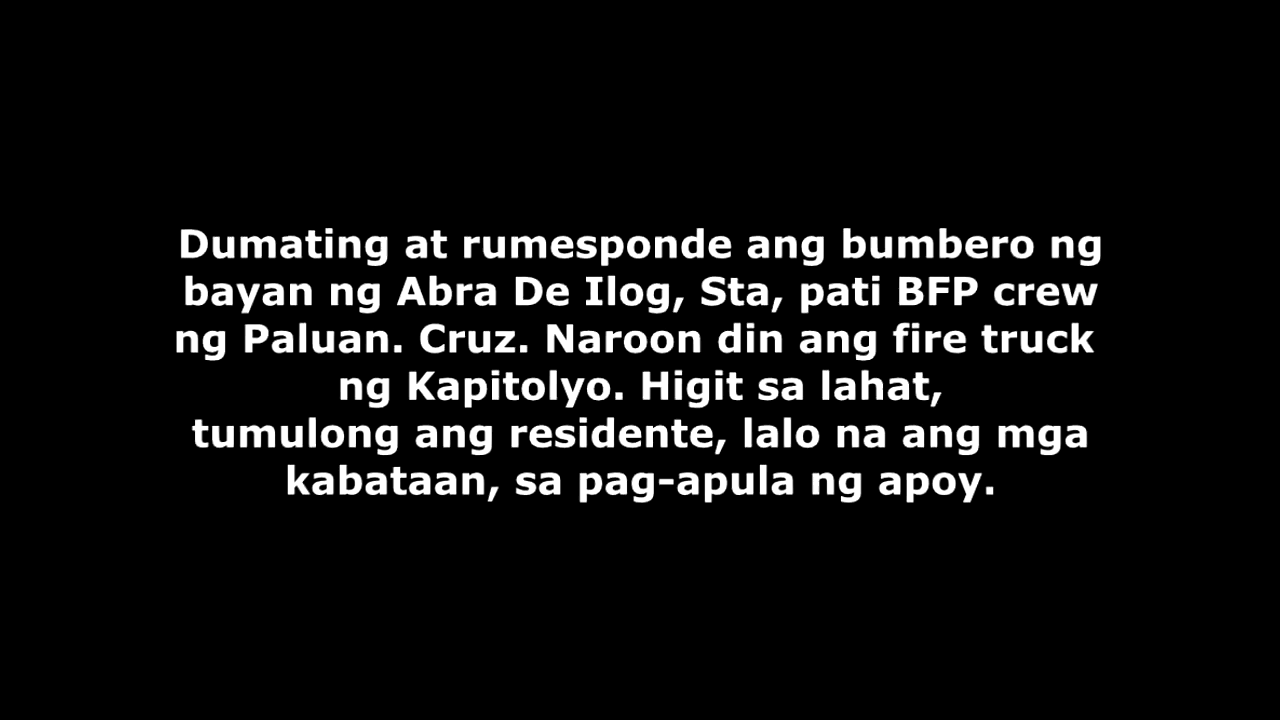 Dumating at rumesponde ang bumbero ng
bayan ng Abra De Ilog, Sta, pati BFP crew
ng Paluan. Cruz. Naroon din ang fire truck
ng Kapitolyo. Higit sa lahat,
tumulong ang residente, lalo na ang mga
kabataan, sa pag-apula ng apoy.